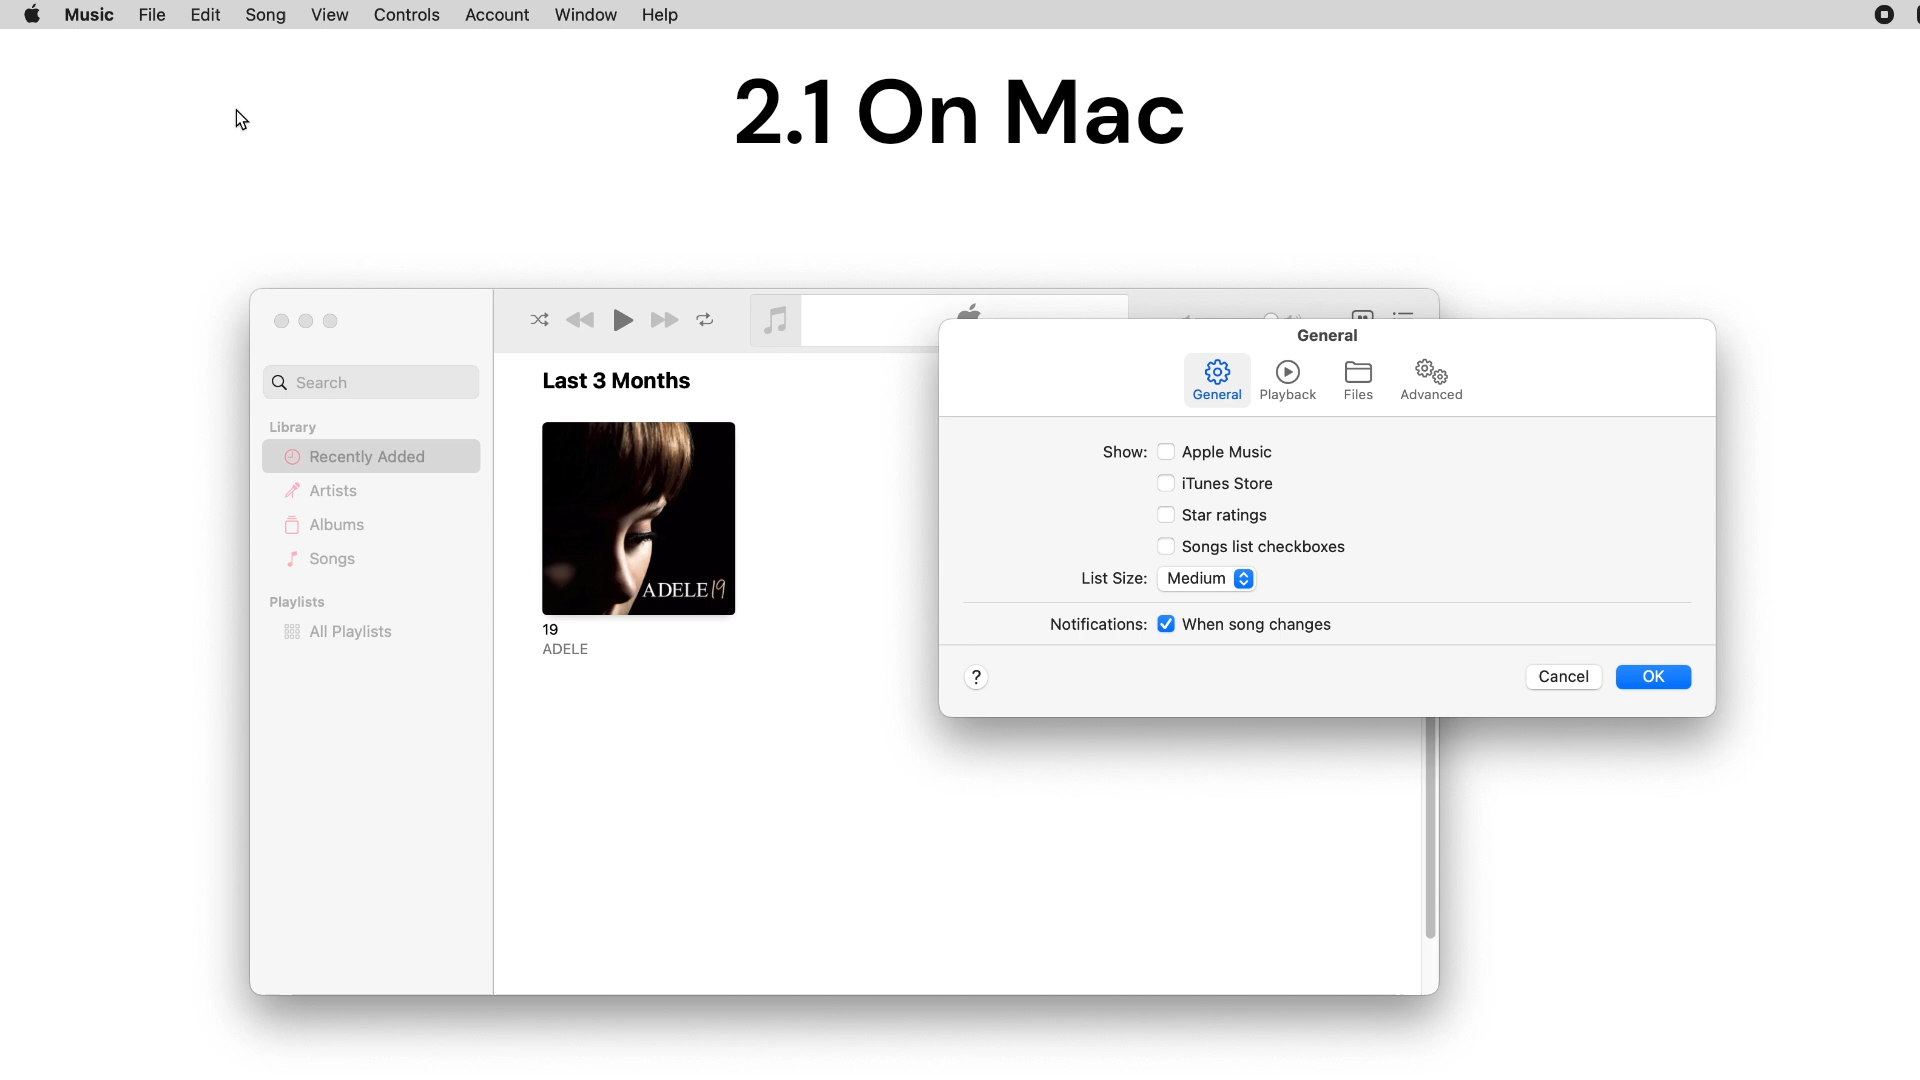 Music File Edit Song View Controls Account Window Help
2.1 On Mac
Search
Library
Recently Added
Artists
Albums
Songs
Playlists
All Playlists
Last 3 Months
ADELE 19
19
ADELE
General
General Playback Files Advanced
Show: Apple Music
iTunes Store
Star ratings
Songs list checkboxes
List Size: Medium
Notifications: When song changes
? Cancel OK